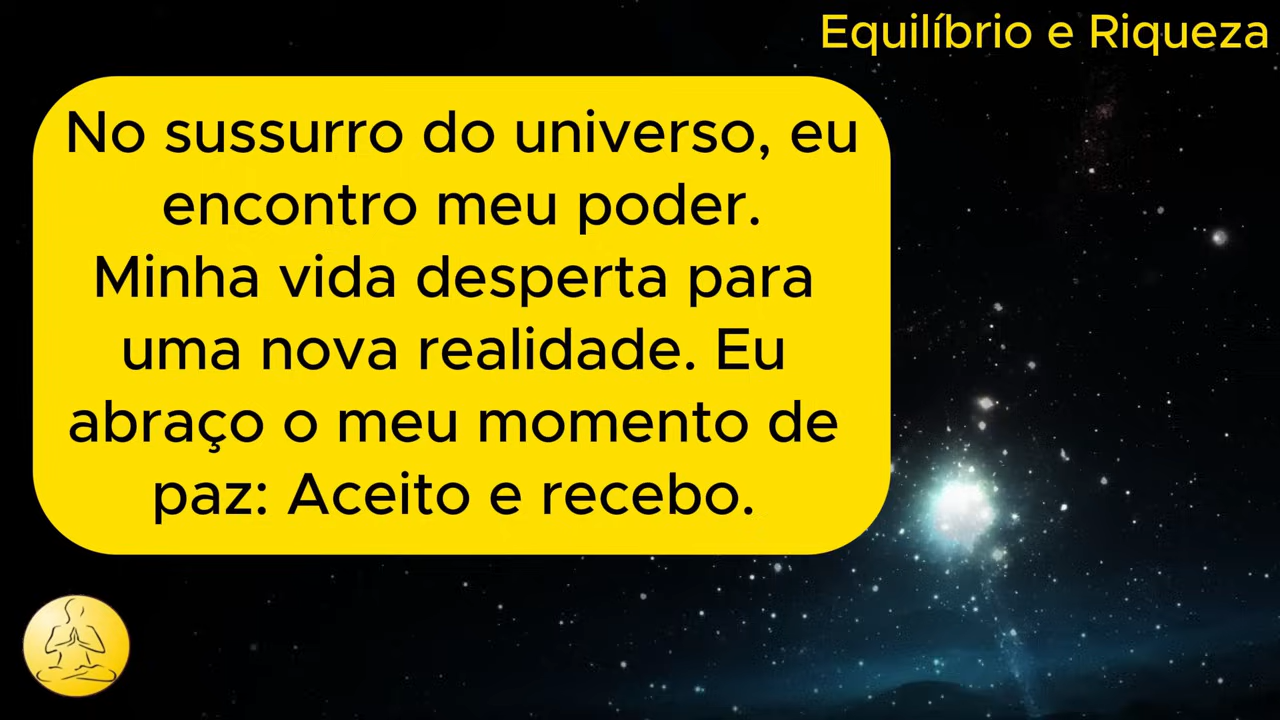 Equilíbrio e Riqueza
No sussurro do universo, eu
encontro meu poder.
Minha vida desperta para
uma nova realidade. Eu
abraço o meu momento de
paz: Aceito e recebo.